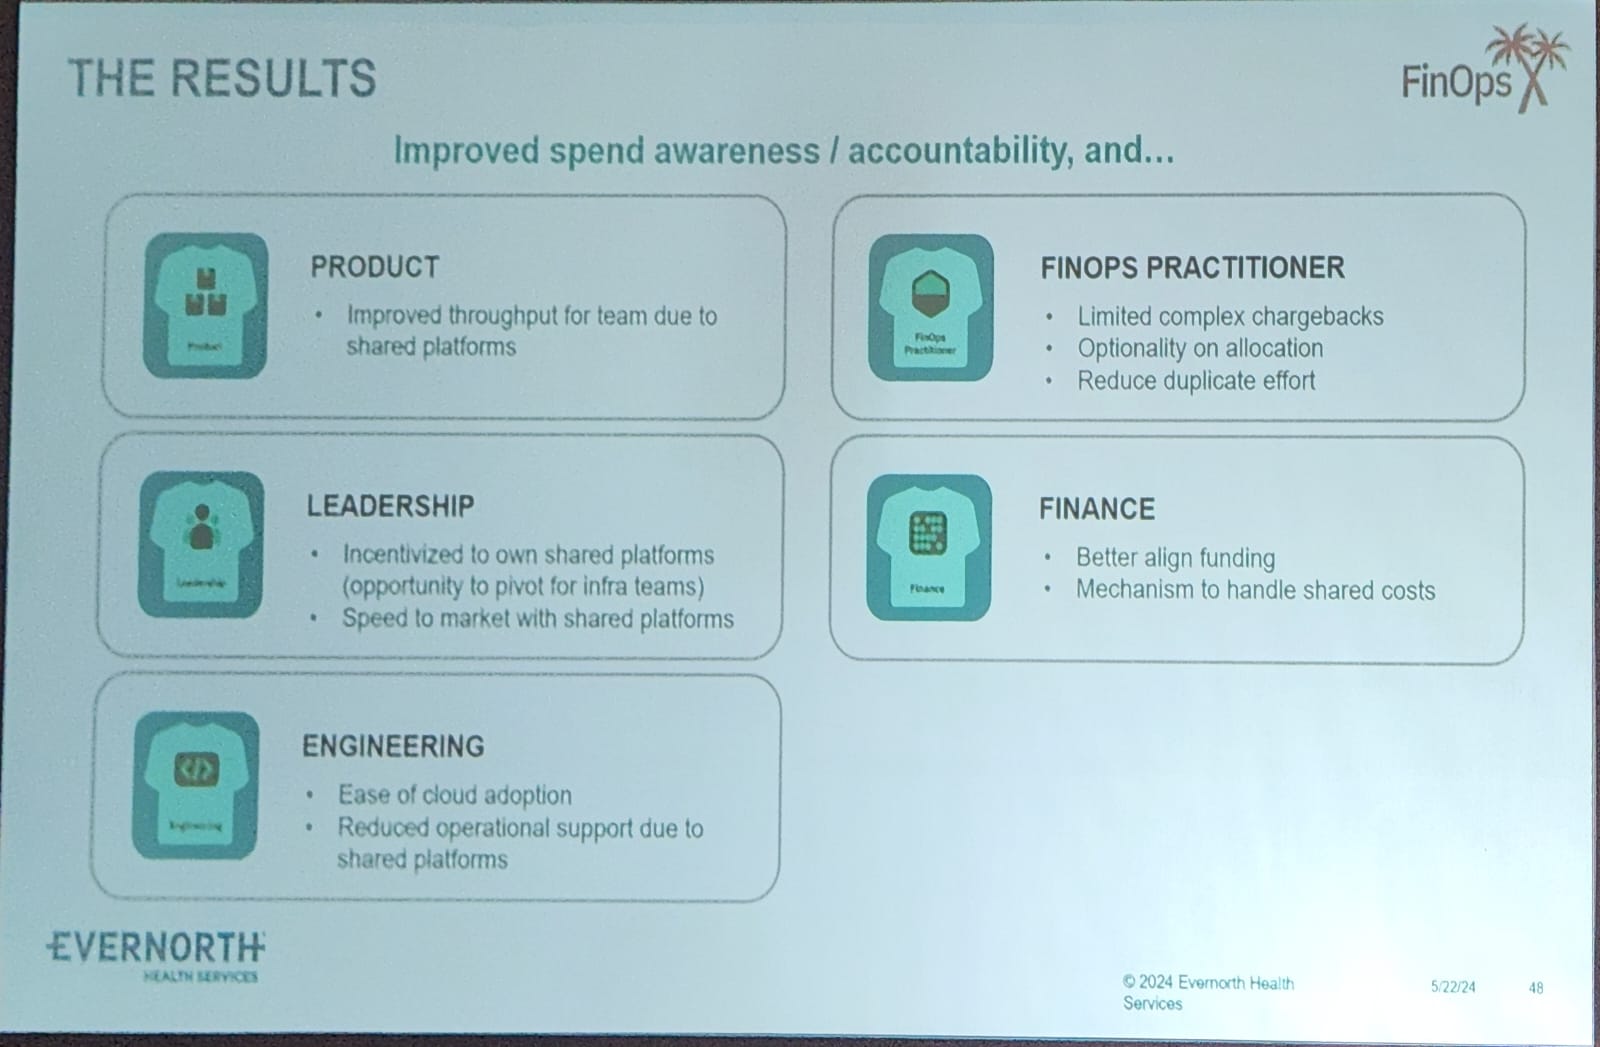 THE RESULTS
FinOps X
Improved spend awareness / accountability, and...
PRODUCT
• Improved throughput for team due to
shared platforms
Product
FINOPS PRACTITIONER
• Limited complex chargebacks
• Optionality on allocation
• Reduce duplicate effort
FinOps
Practitioner
LEADERSHIP
• Incentivized to own shared platforms
(opportunity to pivot for infra teams)
• Speed to market with shared platforms
Leadership
FINANCE
• Better align funding
• Mechanism to handle shared costs
Finance
ENGINEERING
• Ease of cloud adoption
• Reduced operational support due to
shared platforms
Engineering
EVERNORTH
HEALTH SERVICES
© 2024 Evernorth Health
Services
5/22/24
48